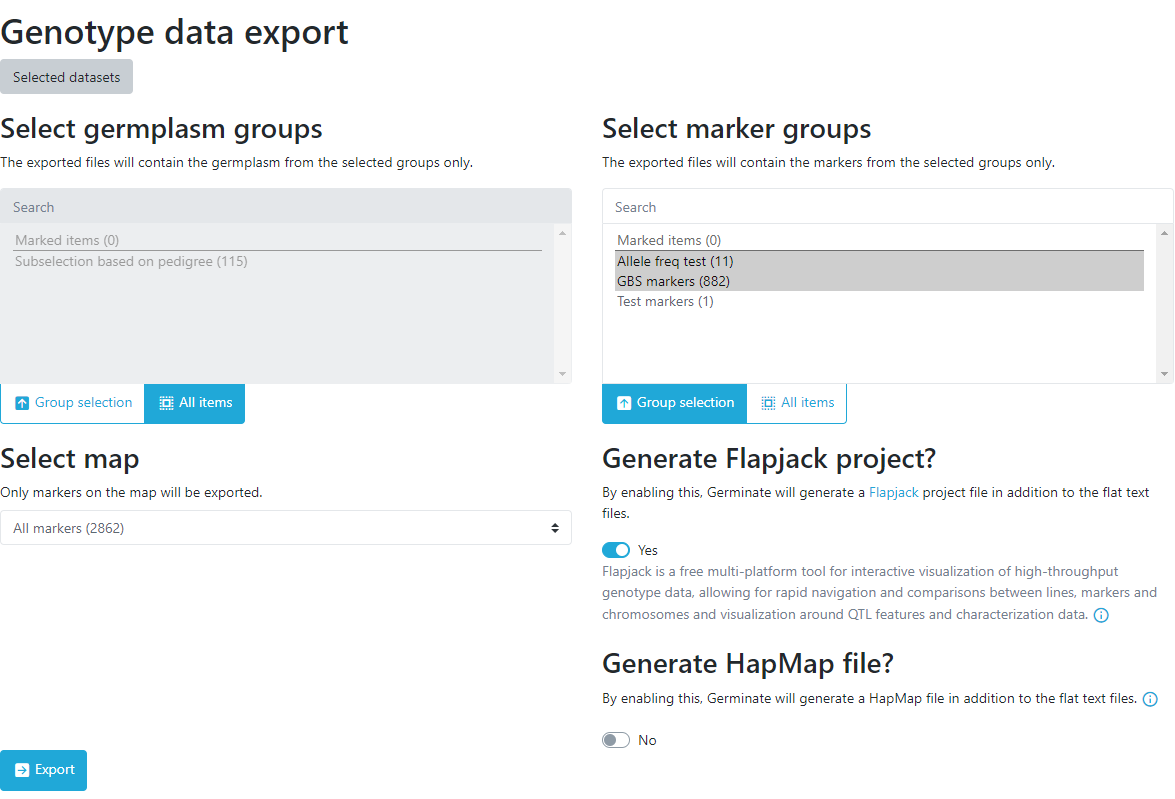 Genotype data export
Selected datasets
Select germplasm groups
The exported files will contain the germplasm from the selected groups only.
Search
Marked items (0)
Subselection based on pedigree (115)
Group selection
All items
Select marker groups
The exported files will contain the markers from the selected groups only.
Search
Marked items (0)
Allele freq test (11)
GBS markers (882)
Test markers (1)
Group selection
All items
Select map
Only markers on the map will be exported.
All markers (2862)
Generate Flapjack project?
By enabling this, Germinate will generate a Flapjack project file in addition to the flat text
files.
Yes
Flapjack is a free multi-platform tool for interactive visualization of high-throughput
genotype data, allowing for rapid navigation and comparisons between lines, markers and
chromosomes and visualization around QTL features and characterization data.
Generate HapMap file?
By enabling this, Germinate will generate a HapMap file in addition to the flat text files.
No
Export